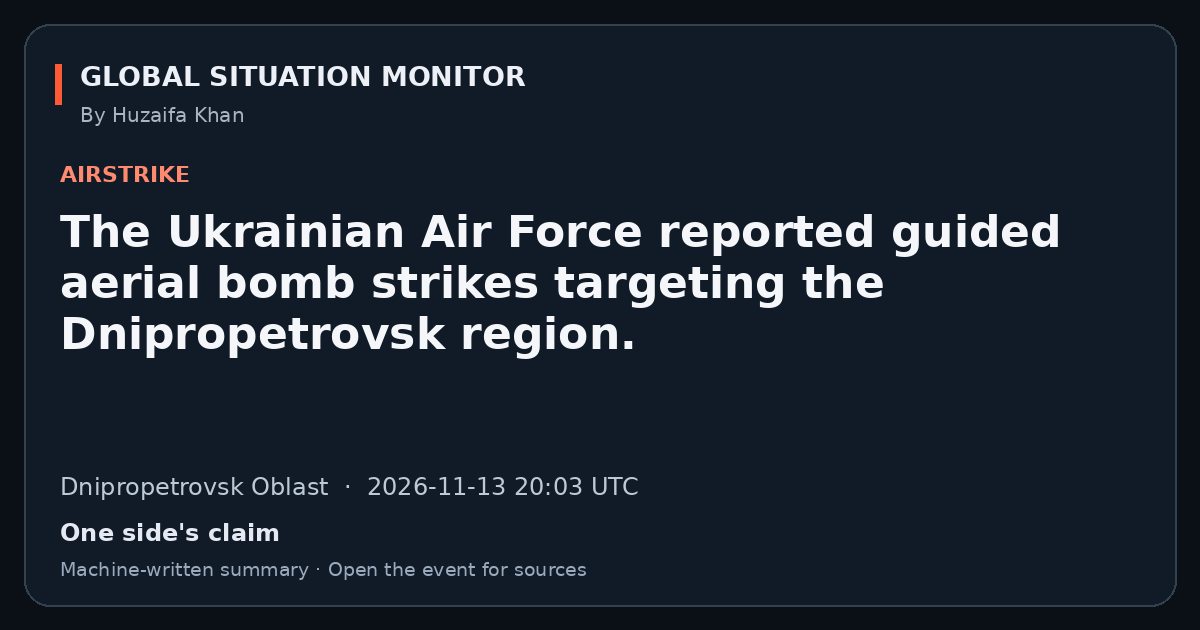 GLOBAL SITUATION MONITOR
By Huzaifa Khan
AIRSTRIKE
The Ukrainian Air Force reported guided
aerial bomb strikes targeting the
Dnipropetrovsk region.
Dnipropetrovsk Oblast · 2026-11-13 20:03 UTC
One side's claim
Machine-written summary · Open the event for sources